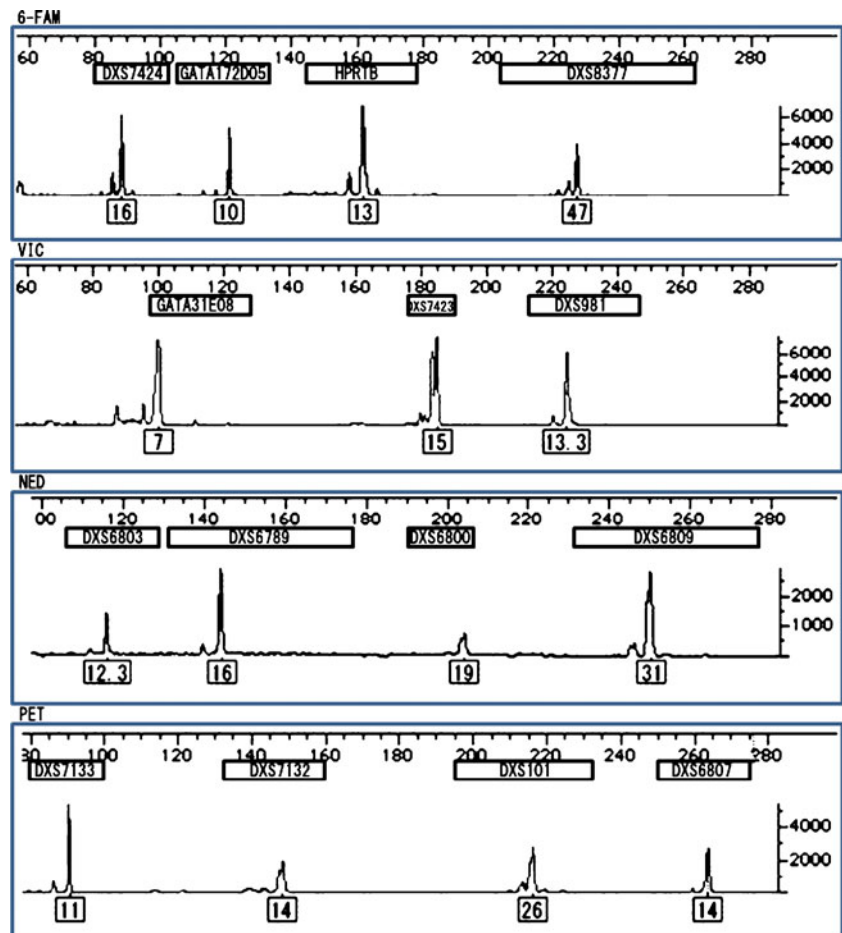 6-FAM
60 80 100 120 140 160 180 200 220 240 260 280
DXS7424 GATA172D05 HPRTB DXS8377
6000
4000
2000
16 10 13 47
VIC
60 80 100 120 140 160 180 200 220 240 260 280
GATA31E08 DXS7423 DXS981
6000
4000
2000
7 15 13.3
NED
00 120 140 160 180 200 220 240 260 280
DXS6803 DXS6789 DXS6800 DXS6809
2000
1000
12.3 16 19 31
PET
80 100 120 140 160 180 200 220 240 260 280
DXS7133 DXS7132 DXS101 DXS6807
4000
2000
11 14 26 14